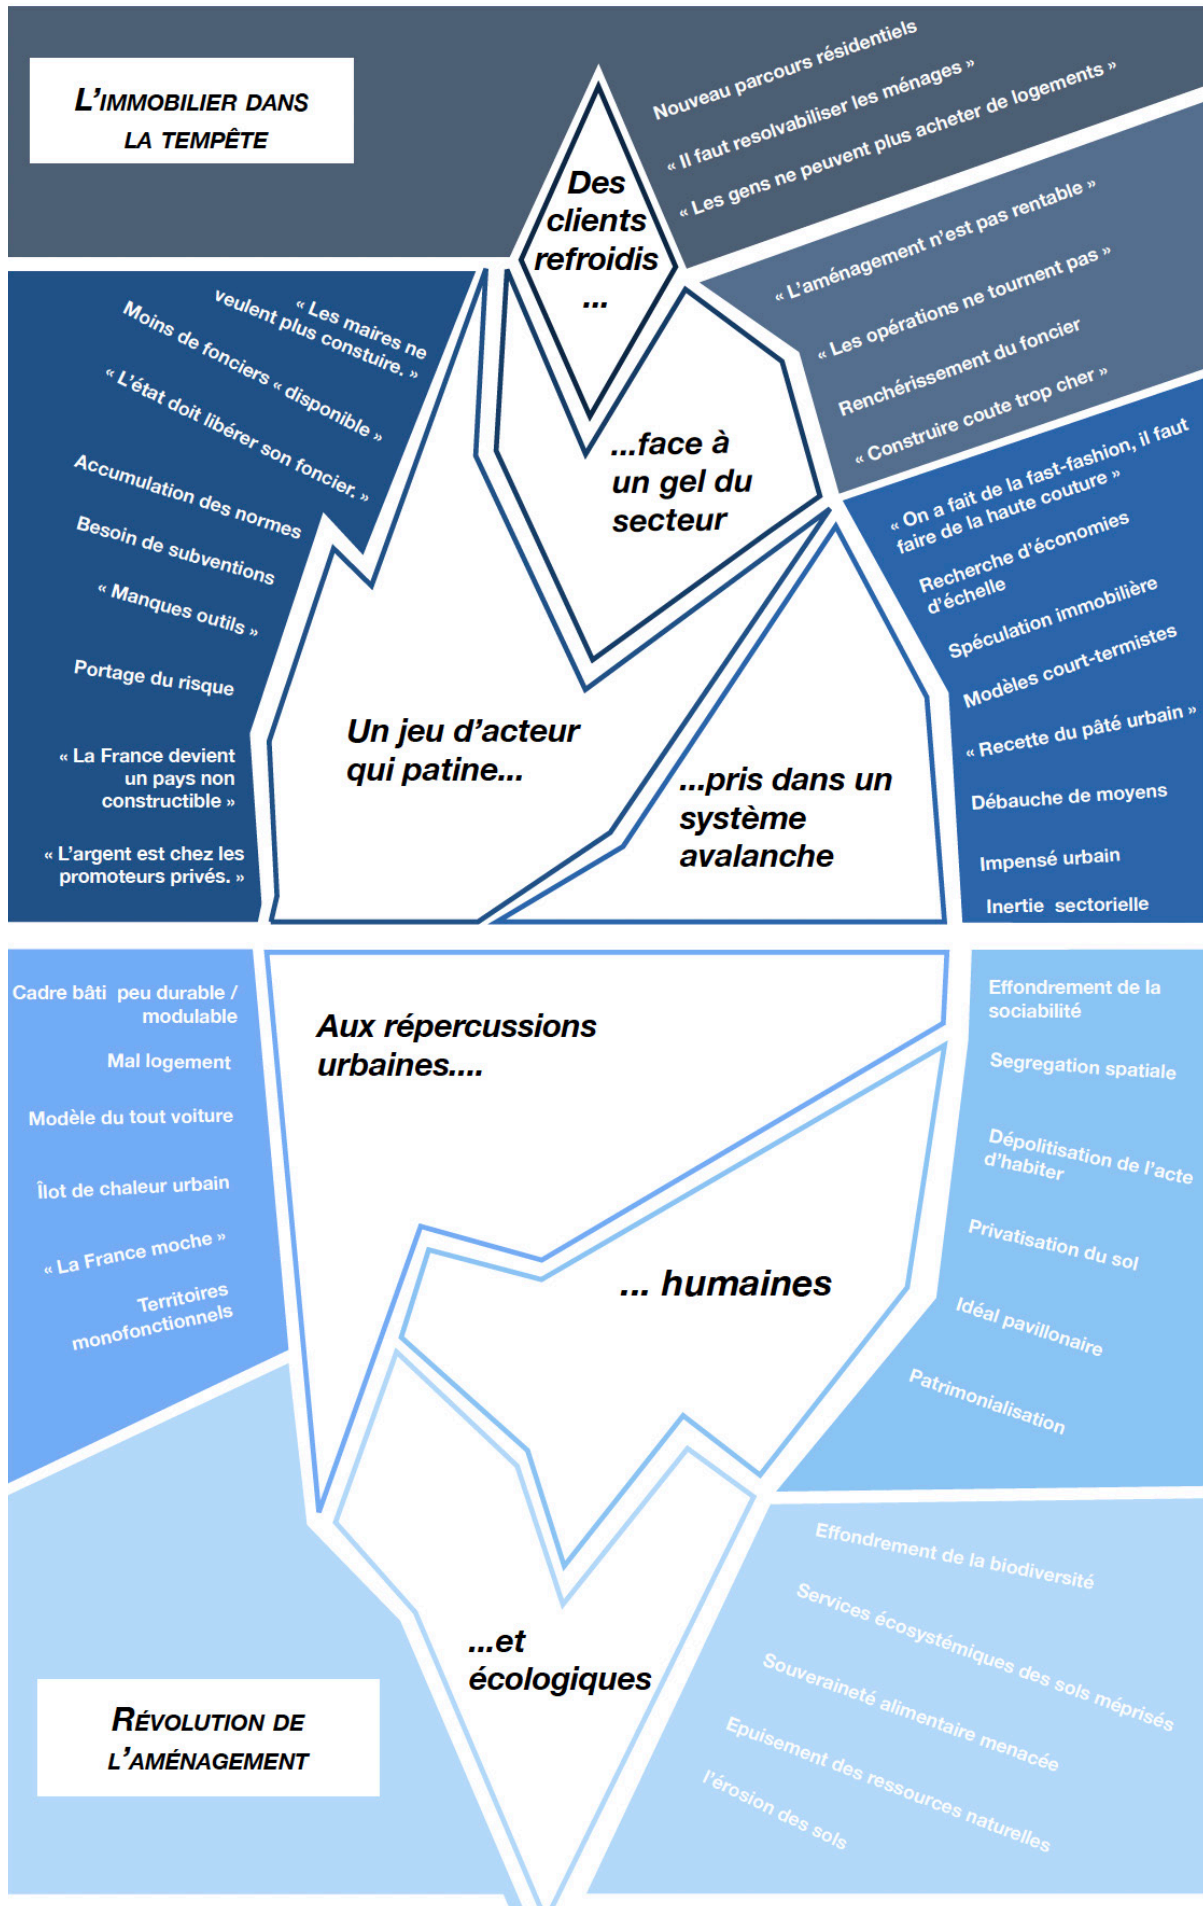 L'IMMOBILIER DANS
LA TEMPÊTE
Nouveau parcours résidentiels
« Il faut resolvabiliser les ménages »
« Les gens ne peuvent plus acheter de logements »
Des
clients
refroidis
...
« L'aménagement n'est pas rentable »
« Les opérations ne tournent pas »
Renchérissement du foncier
« Construire coute trop cher »
...face à
un gel du
secteur
« Les maires ne
veulent plus constuire. »
Moins de fonciers « disponible »
« L'état doit libérer son foncier. »
Accumulation des normes
Besoin de subventions
« Manques outils »
Portage du risque
« La France devient
un pays non
constructible »
« L'argent est chez les
promoteurs privés. »
Un jeu d'acteur
qui patine...
« On a fait de la fast-fashion, il faut
faire de la haute couture »
Recherche d'économies
d'échelle
Spéculation immobilière
Modèles court-termistes
« Recette du pâté urbain »
Débauche de moyens
Impensé urbain
Inertie sectorielle
...pris dans un
système
avalanche
Cadre bâti peu durable /
modulable
Mal logement
Modèle du tout voiture
Îlot de chaleur urbain
« La France moche »
Territoires
monofonctionnels
Aux répercussions
urbaines....
Effondrement de la
sociabilité
Segregation spatiale
Dépolitisation de l'acte
d'habiter
Privatisation du sol
Idéal pavillonaire
Patrimonialisation
... humaines
...et
écologiques
Effondrement de la biodiversité
Services écosystémiques des sols méprisés
Souveraineté alimentaire menacée
Epuisement des ressources naturelles
l'érosion des sols
RÉVOLUTION DE
L'AMÉNAGEMENT